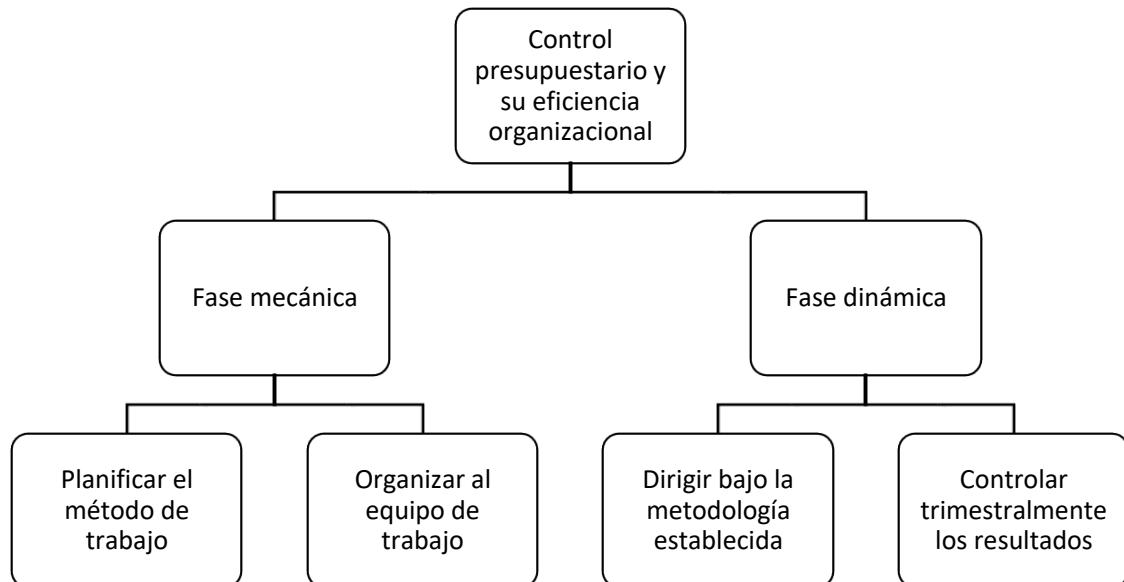 Control
presupuestario y
su eficiencia
organizacional
Fase mecánica
Fase dinámica
Planificar el
método de
trabajo
Organizar al
equipo de
trabajo
Dirigir bajo la
metodología
establecida
Controlar
trimestralmente
los resultados